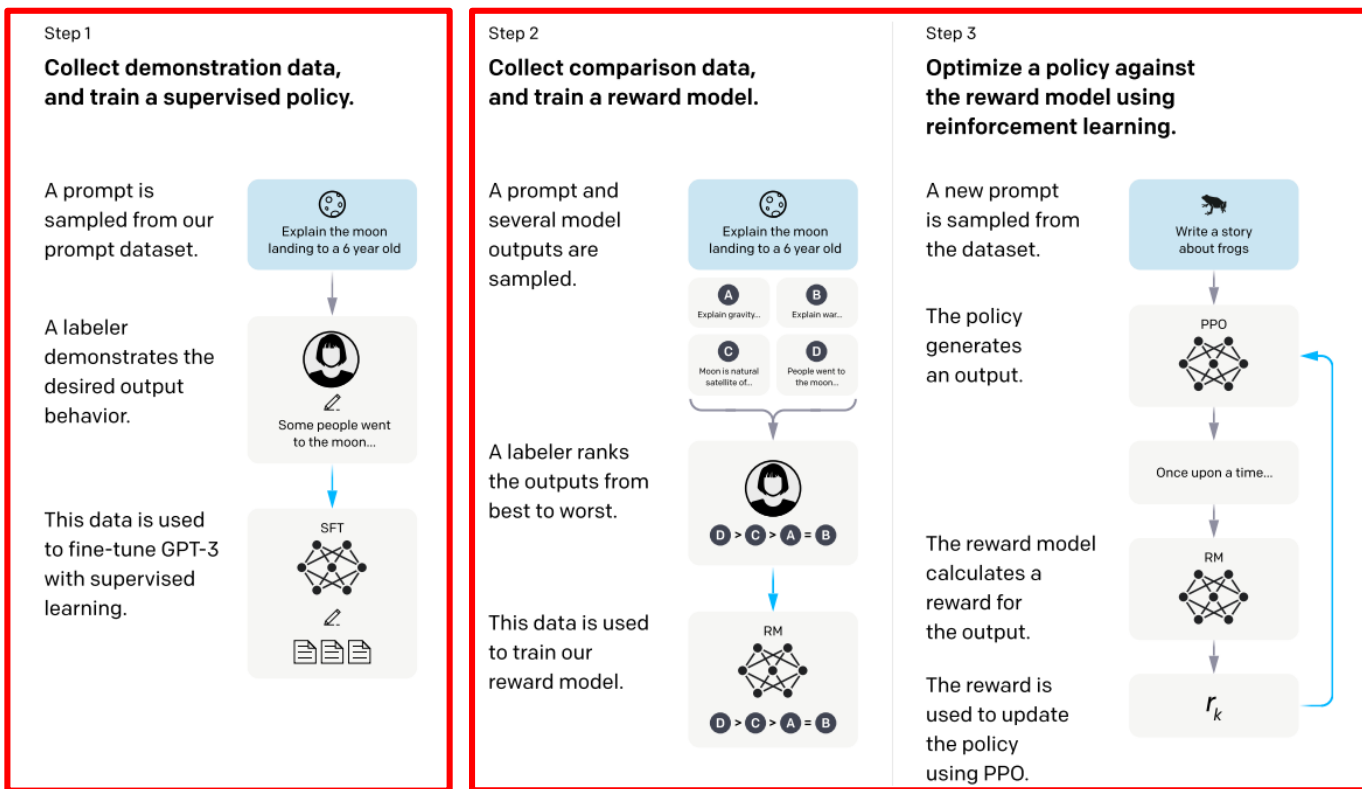 Step 1
Collect demonstration data,
and train a supervised policy.
A prompt is
sampled from our
prompt dataset.
Explain the moon
landing to a 6 year old
A labeler
demonstrates the
desired output
behavior.
Some people went
to the moon...
This data is used
to fine-tune GPT-3
with supervised
learning.
SFT
Step 2
Collect comparison data,
and train a reward model.
A prompt and
several model
outputs are
sampled.
Explain the moon
landing to a 6 year old
A
Explain gravity...
B
Explain war...
C
Moon is natural
satellite of...
D
People went to
the moon...
A labeler ranks
the outputs from
best to worst.
D > C > A = B
This data is used
to train our
reward model.
RM
D > C > A = B
Step 3
Optimize a policy against
the reward model using
reinforcement learning.
A new prompt
is sampled from
the dataset.
Write a story
about frogs
The policy
generates
an output.
PPO
Once upon a time...
The reward model
calculates a
reward for
the output.
RM
The reward is
used to update
the policy
using PPO.
r_k